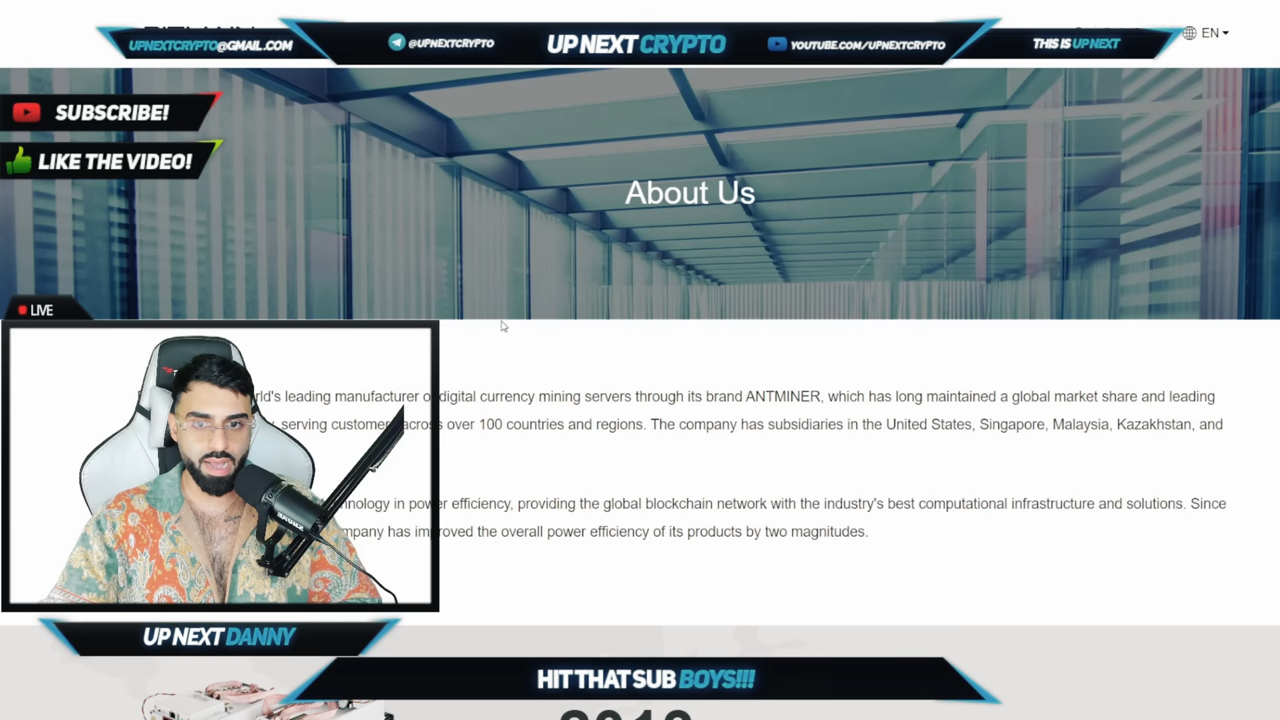 UPNEXTCRYPTO@GMAIL.COM
@UPNEXTCRYPTO
UP NEXT CRYPTO
YOUTUBE.COM/UPNEXTCRYPTO
THIS IS UP NEXT
EN
SUBSCRIBE!
LIKE THE VIDEO!
About Us
LIVE
leading manufacturer digital currency mining servers through its brand ANTMINER, which has long maintained a global market share and leading
serving customers across over 100 countries and regions. The company has subsidiaries in the United States, Singapore, Malaysia, Kazakhstan, and
in power efficiency, providing the global blockchain network with the industry's best computational infrastructure and solutions. Since
has improved the overall power efficiency of its products by two magnitudes.
UP NEXT DANNY
HIT THAT SUB BOYS!!!